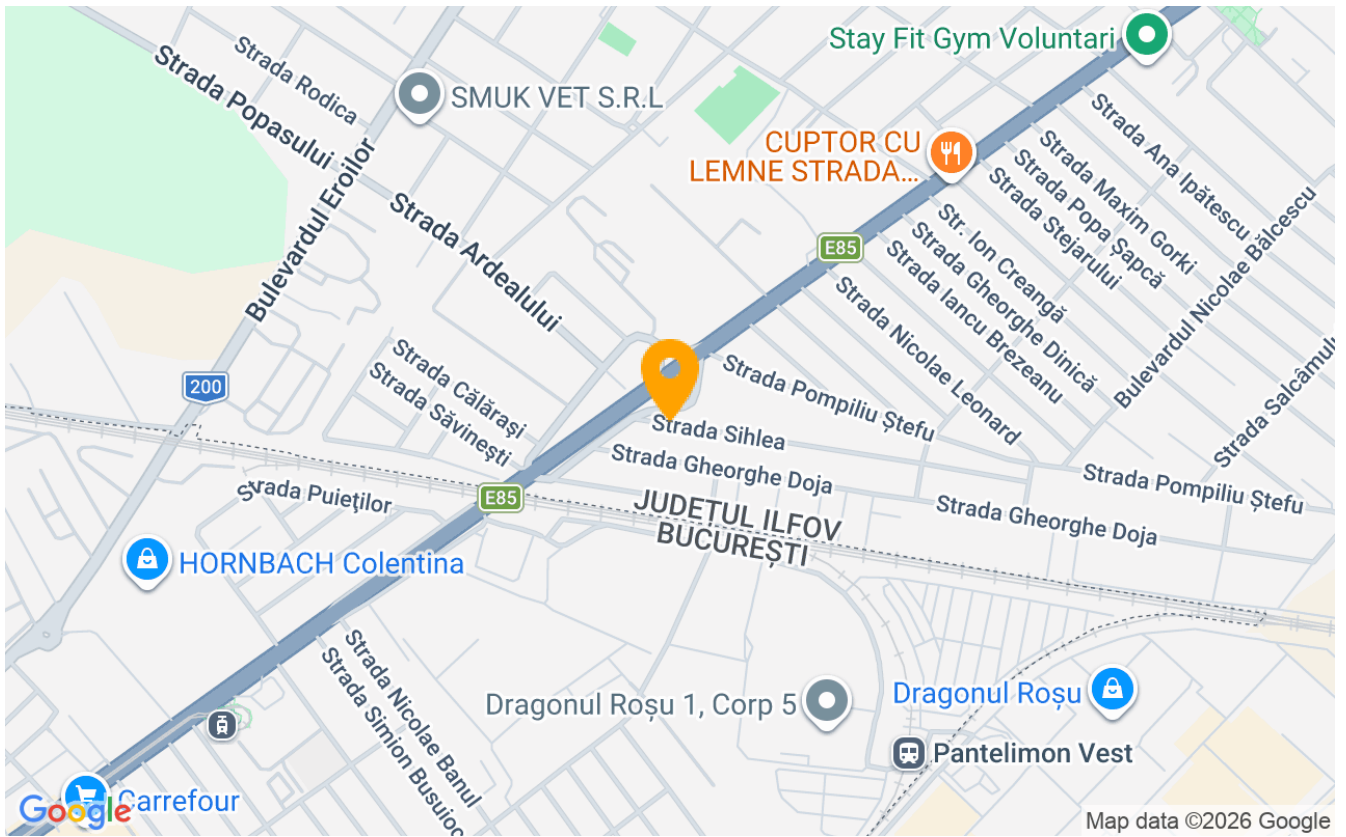 Stay Fit Gym Voluntari
Strada Rodica
Strada Popasului
SMUK VET S.R.L
Bulevardul Eroilor
CUPTOR CU
LEMNE STRADA…
Strada Ana Ipătescu
Strada Maxim Gorki
Strada Popa Șapcă
Strada Stejarului
Str. Ion Creangă
Strada Gheorghe Dinică
Strada Iancu Brezeanu
Bulevardul Nicolae Bălcescu
Strada Ardealului
E85
Strada Nicolae Leonard
Strada Salcâmulu
200
Strada Călărași
Strada Săvinești
Strada Pompiliu Ștefu
Strada Sihlea
Strada Gheorghe Doja
Strada Pompiliu Ștefu
Strada Puieților
E85
JUDEȚUL ILFOV
BUCUREȘTI
Strada Gheorghe Doja
HORNBACH Colentina
Strada Nicolae Banul
Strada Simion Busuioc
Dragonul Roșu 1, Corp 5
Dragonul Roșu
Pantelimon Vest
Carrefour
Google
Map data ©2026 Google